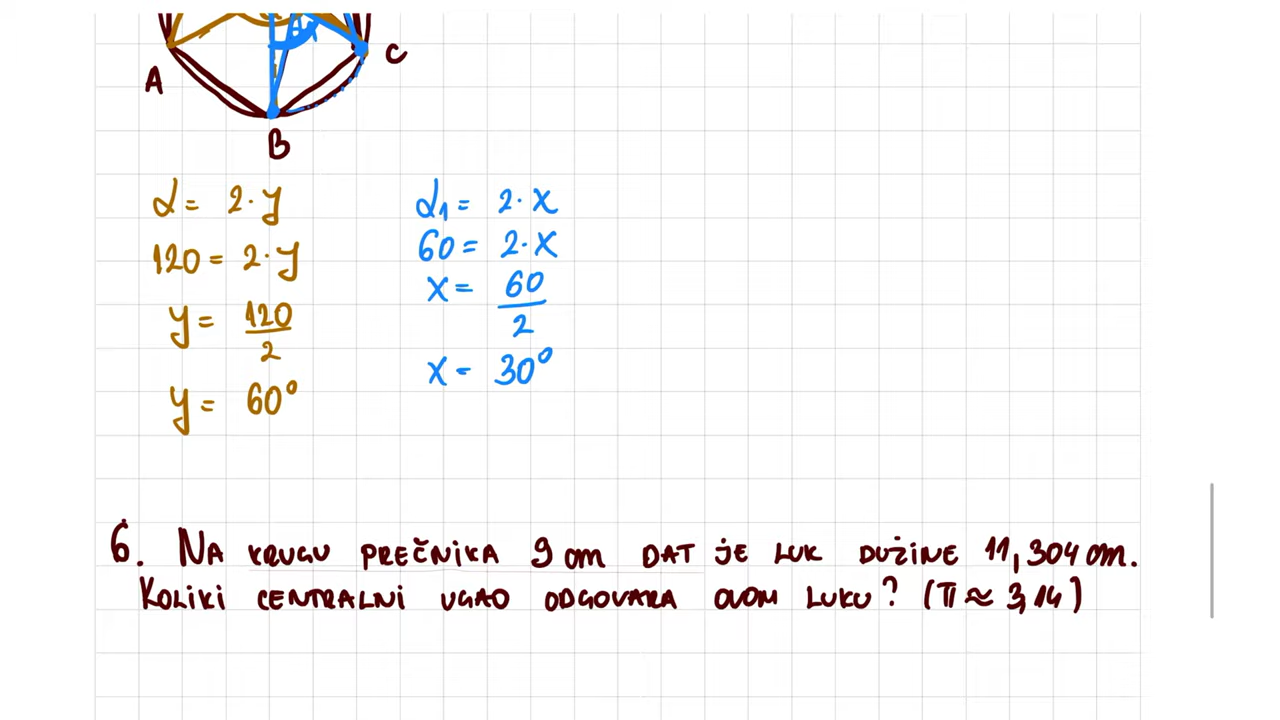 A
C
B
α = 2·y
120 = 2·y
y = 120/2
y = 60°
α₁ = 2·x
60 = 2·x
x = 60/2
x = 30°
6. NA KRUGU PREČNIKA 9 cm DAT JE LUK DUŽINE 11,304 cm.
KOLIKI CENTRALNI UGAO ODGOVARA OVOM LUKU? (π ≈ 3,14)